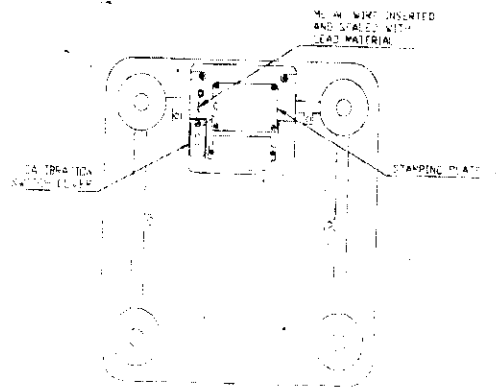 METAL WIRE INSERTED
AND SEALED WITH
LEAD MATERIAL
CALIBRATION
SWITCH COVER
STAMPING PLATE